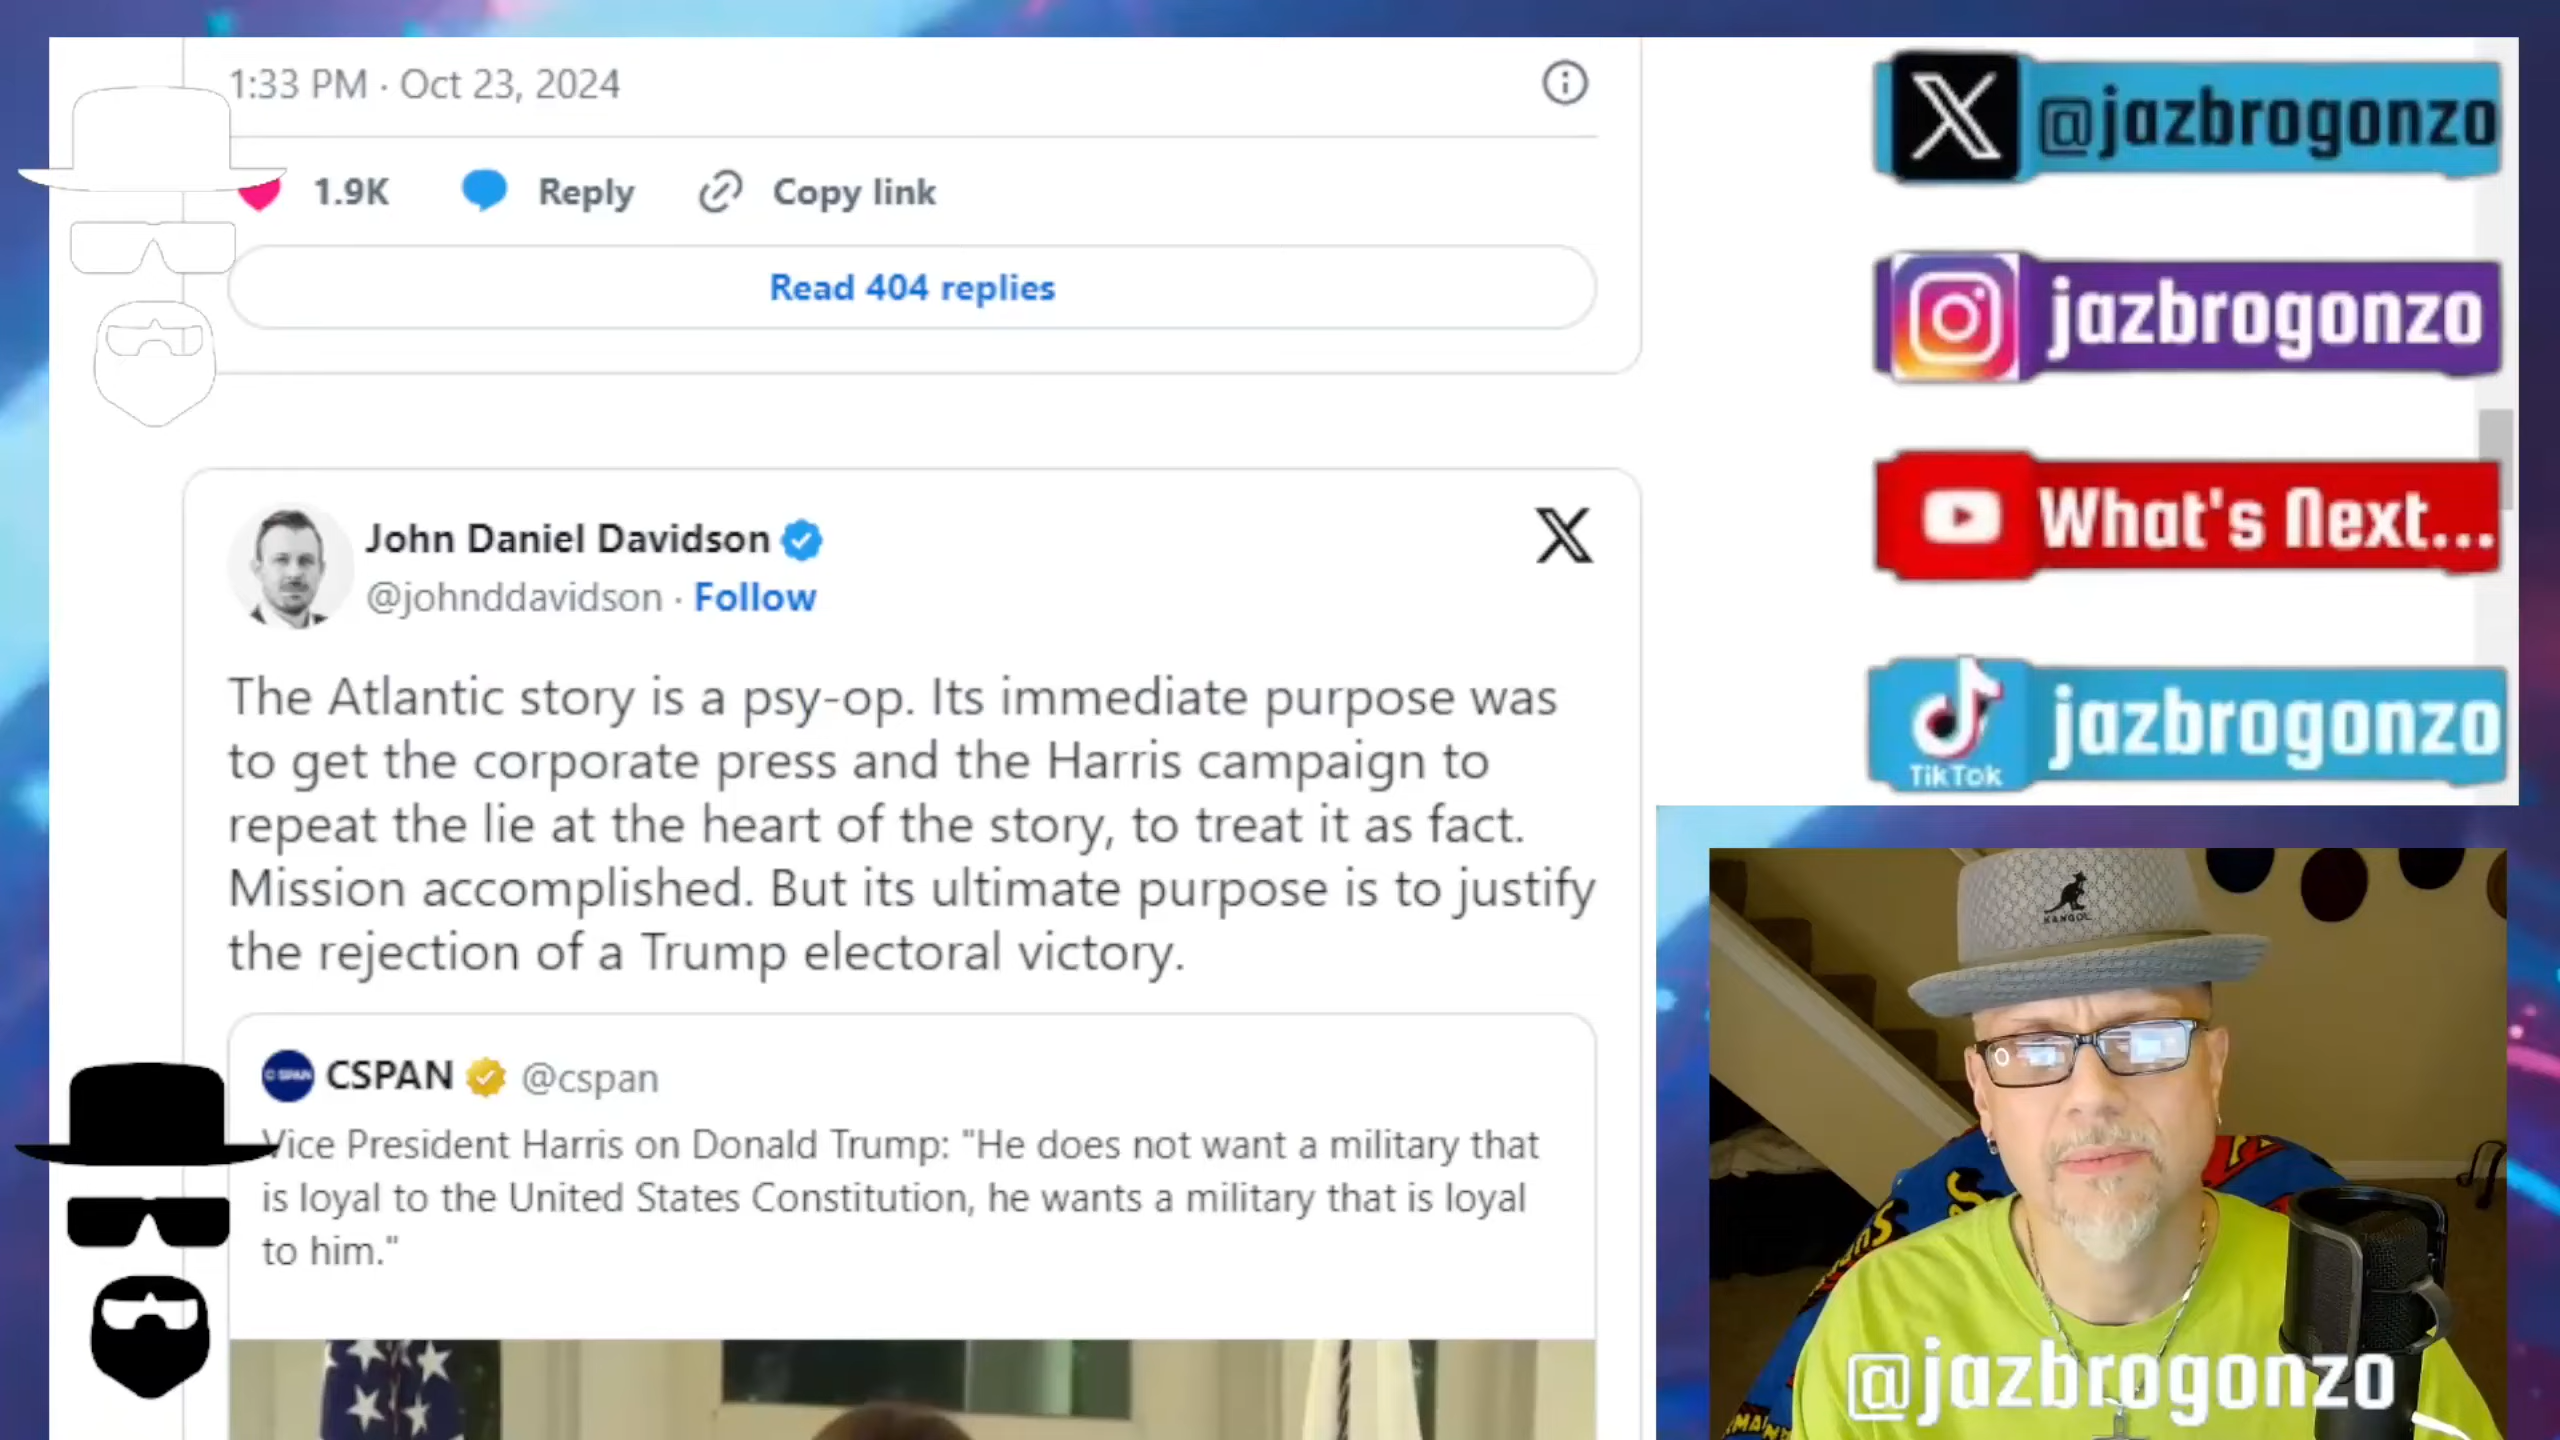 1:33 PM · Oct 23, 2024
1.9K Reply Copy link
Read 404 replies
John Daniel Davidson
@johnddavidson · Follow
The Atlantic story is a psy-op. Its immediate purpose was
to get the corporate press and the Harris campaign to
repeat the lie at the heart of the story, to treat it as fact.
Mission accomplished. But its ultimate purpose is to justify
the rejection of a Trump electoral victory.
C SPAN
CSPAN @cspan
Vice President Harris on Donald Trump: "He does not want a military that
is loyal to the United States Constitution, he wants a military that is loyal
to him."
@jazbrogonzo
jazbrogonzo
What's Next...
TikTok
jazbrogonzo
KANGOL
@jazbrogonzo